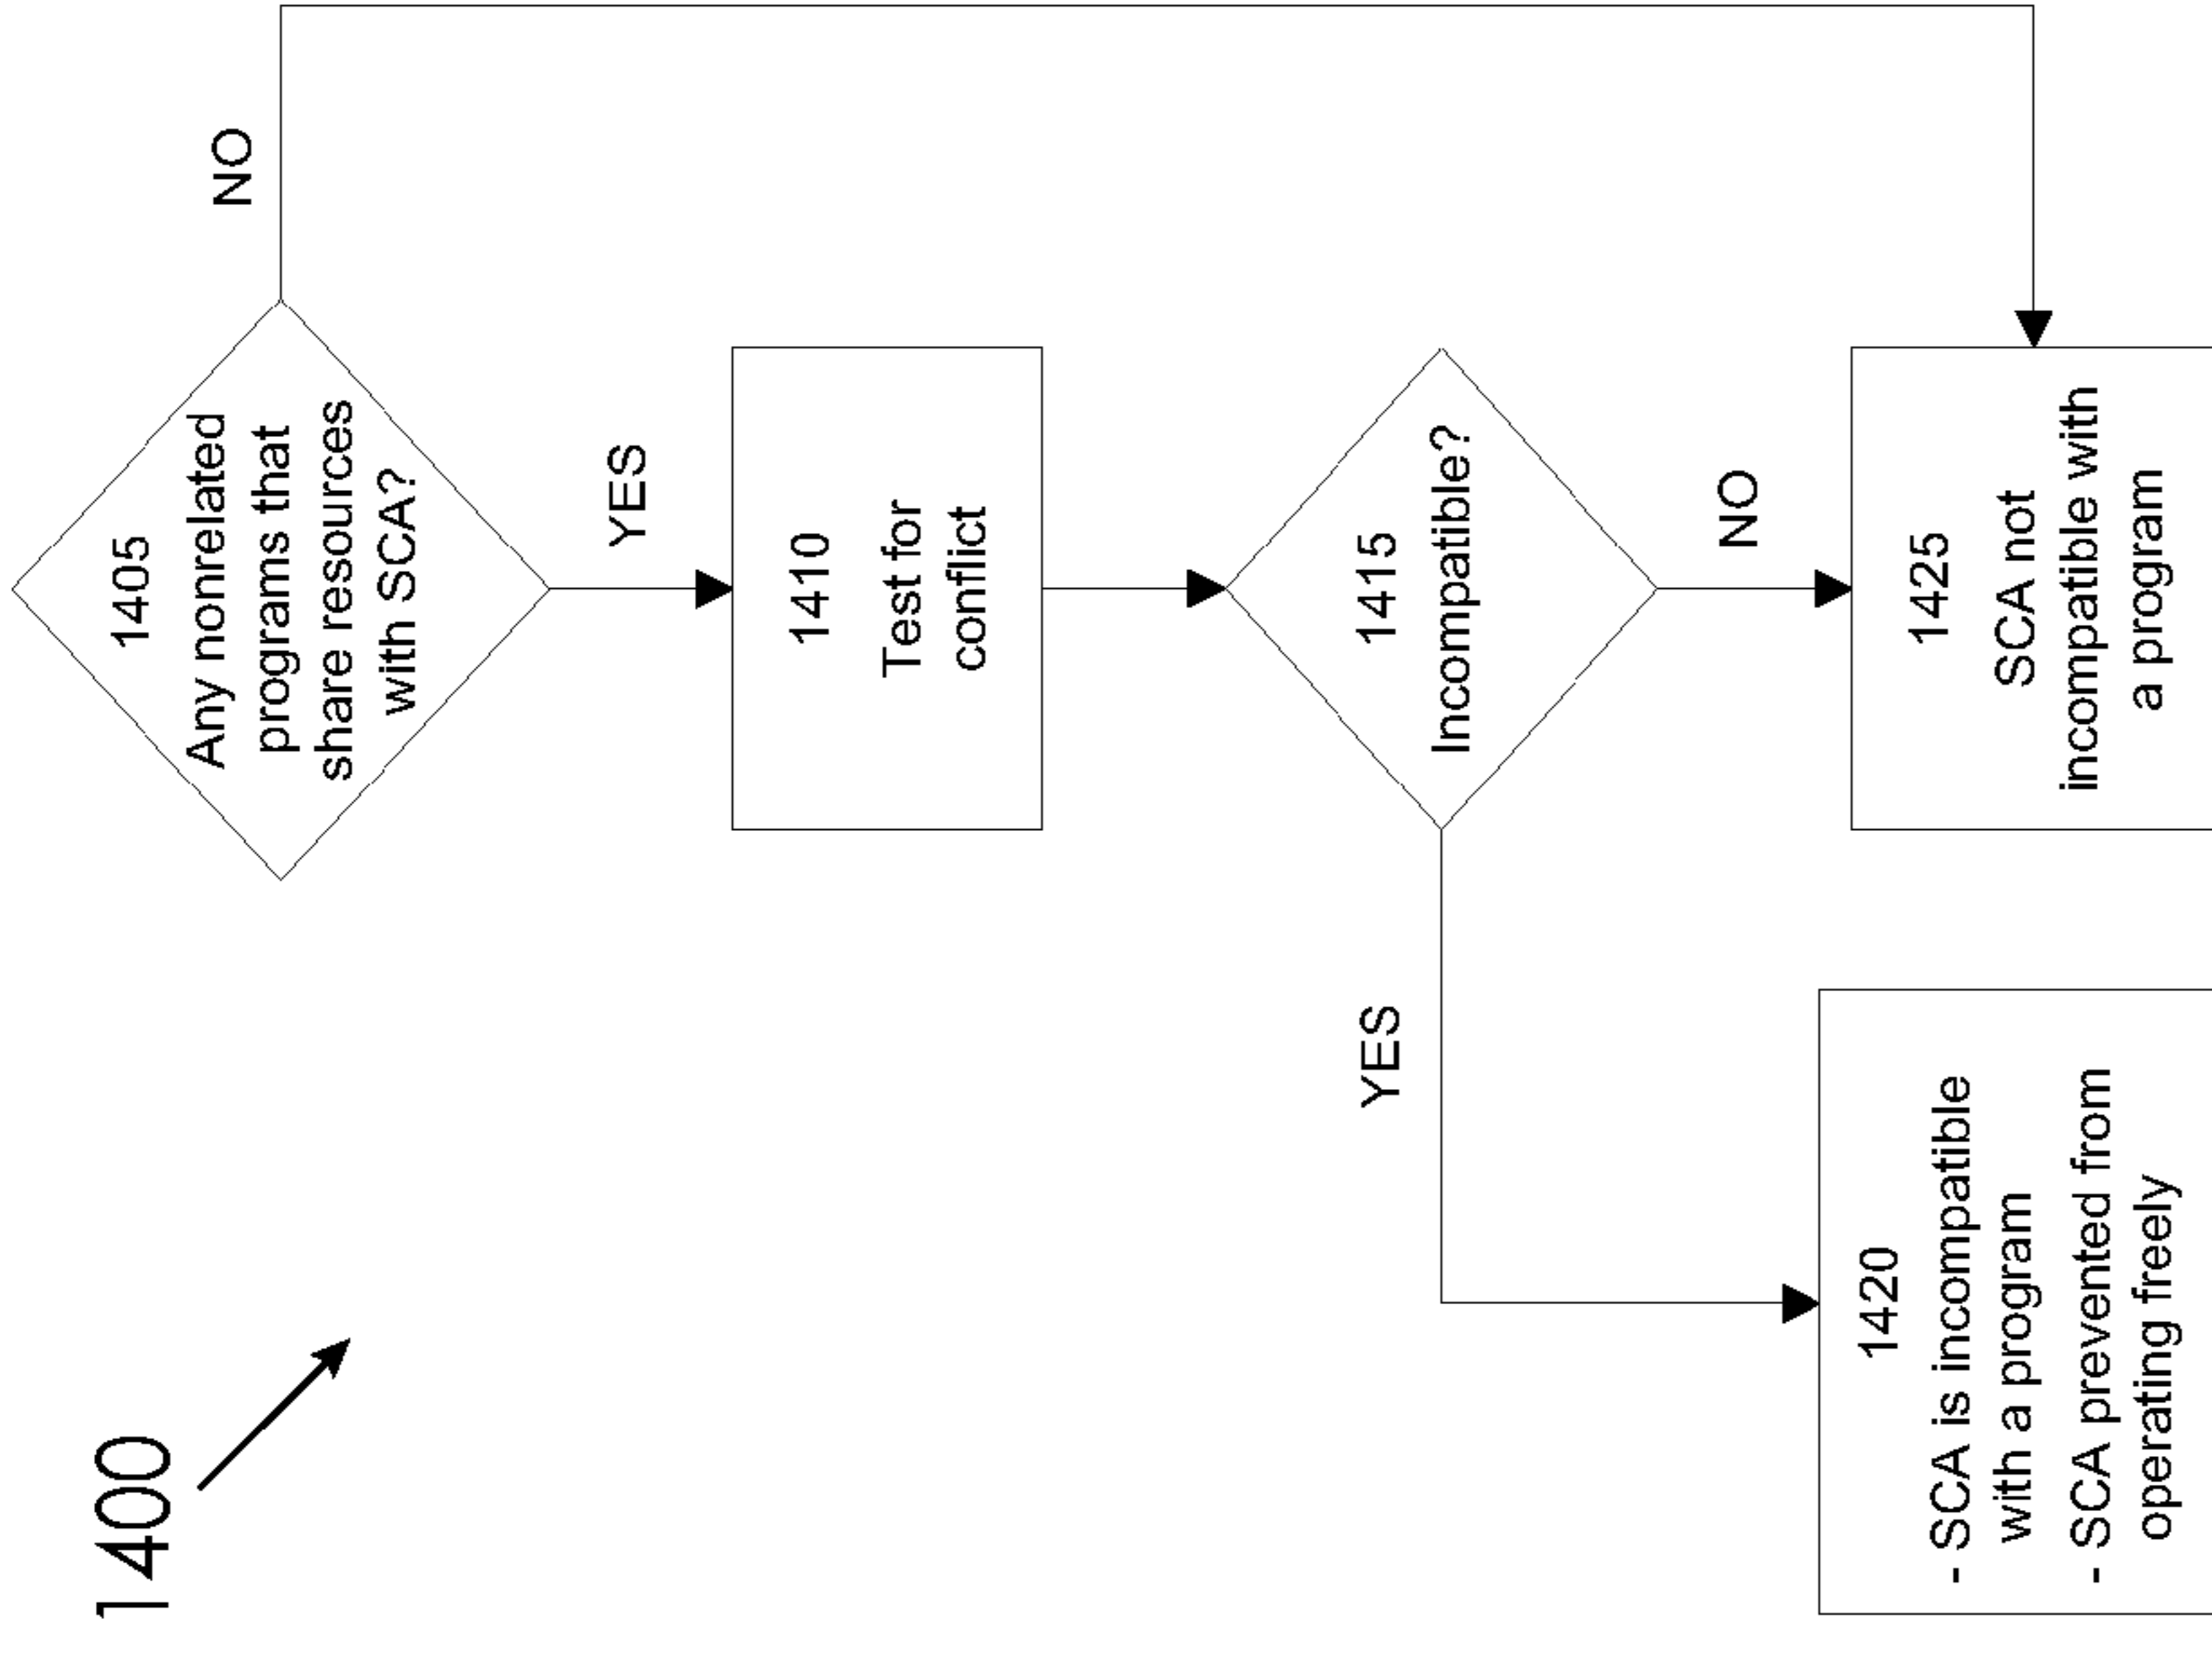 1400
1405
Any nonrelated
programs that
share resources
with SCA?
NO
YES
1410
Test for
conflict
1415
Incompatible?
YES
NO
1420
- SCA is incompatible
with a program
- SCA prevented from
operating freely
1425
SCA not
incompatible with
a program